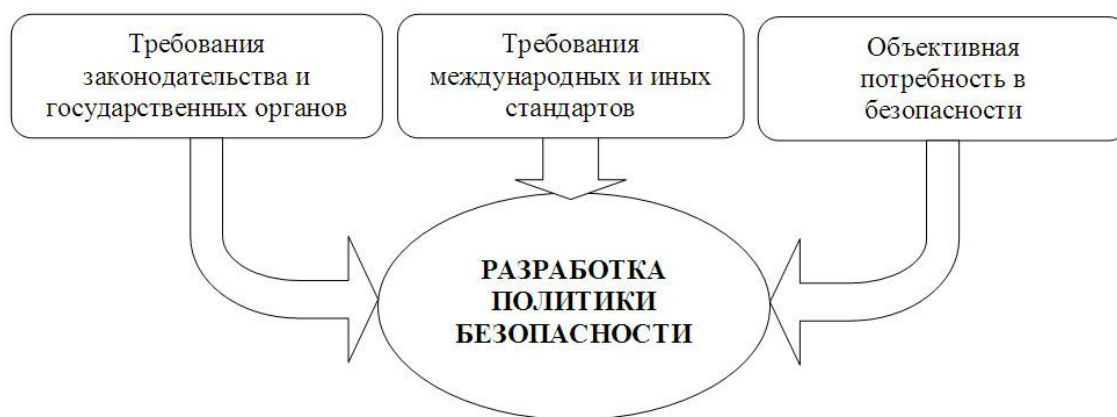 Требования
законодательства и
государственных органов
Требования
международных и иных
стандартов
Объективная
потребность в
безопасности
РАЗРАБОТКА
ПОЛИТИКИ
БЕЗОПАСНОСТИ